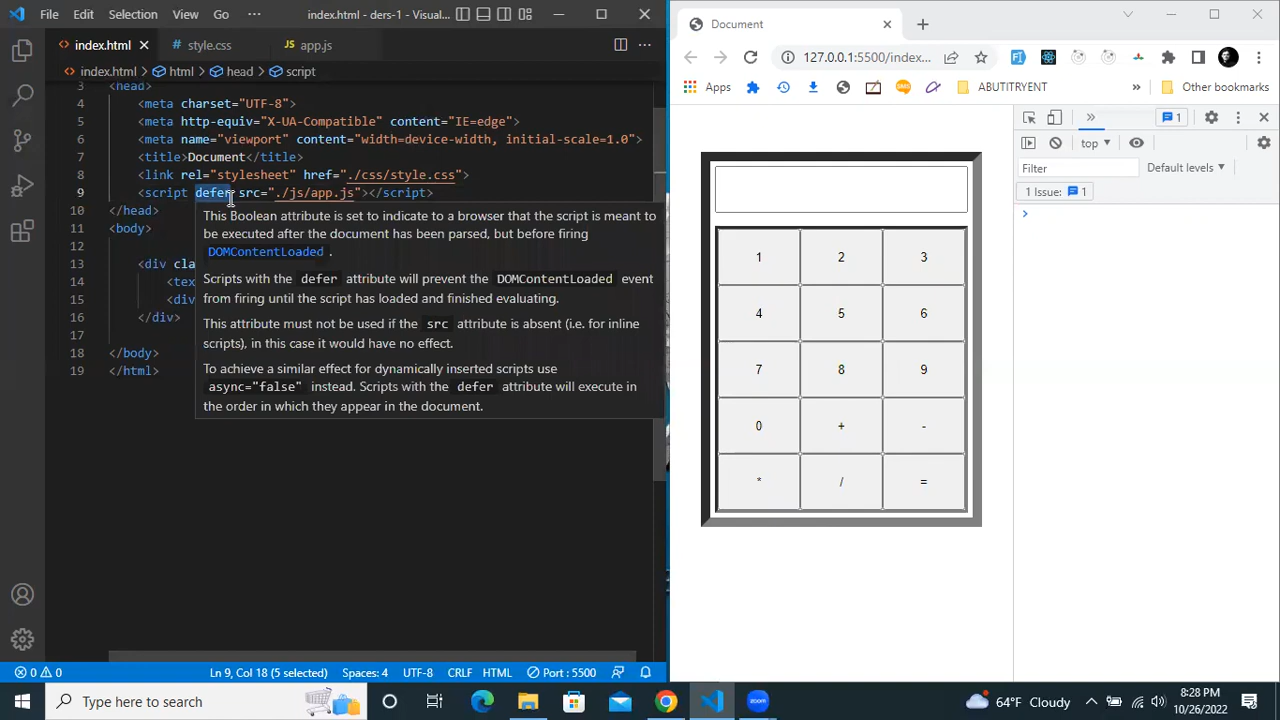 File Edit Selection View Go ... index.html - ders-1 - Visual...
index.html style.css app.js
index.html > html > head > script
3 <head>
4 <meta charset="UTF-8">
5 <meta http-equiv="X-UA-Compatible" content="IE=edge">
6 <meta name="viewport" content="width=device-width, initial-scale=1.0">
7 <title>Document</title>
8 <link rel="stylesheet" href="./css/style.css">
9 <script defer src="./js/app.js"></script>
10 </head>
11 <body>
12
13 <div cla
14 <tex
15 <div
16 </div>
17
18 </body>
19 </html>
This Boolean attribute is set to indicate to a browser that the script is meant to
be executed after the document has been parsed, but before firing
DOMContentLoaded .
Scripts with the defer attribute will prevent the DOMContentLoaded event
from firing until the script has loaded and finished evaluating.
This attribute must not be used if the src attribute is absent (i.e. for inline
scripts), in this case it would have no effect.
To achieve a similar effect for dynamically inserted scripts use
async="false" instead. Scripts with the defer attribute will execute in
the order in which they appear in the document.
0 0 Ln 9, Col 18 (5 selected) Spaces: 4 UTF-8 CRLF HTML Port : 5500
Document
127.0.0.1:5500/index...
Apps SMS ABUTITRYENT » Other bookmarks
» 1
top
Filter Default levels
1 Issue: 1
1 2 3
4 5 6
7 8 9
0 + -
* / =
Type here to search
zoom
64°F Cloudy
8:28 PM
10/26/2022